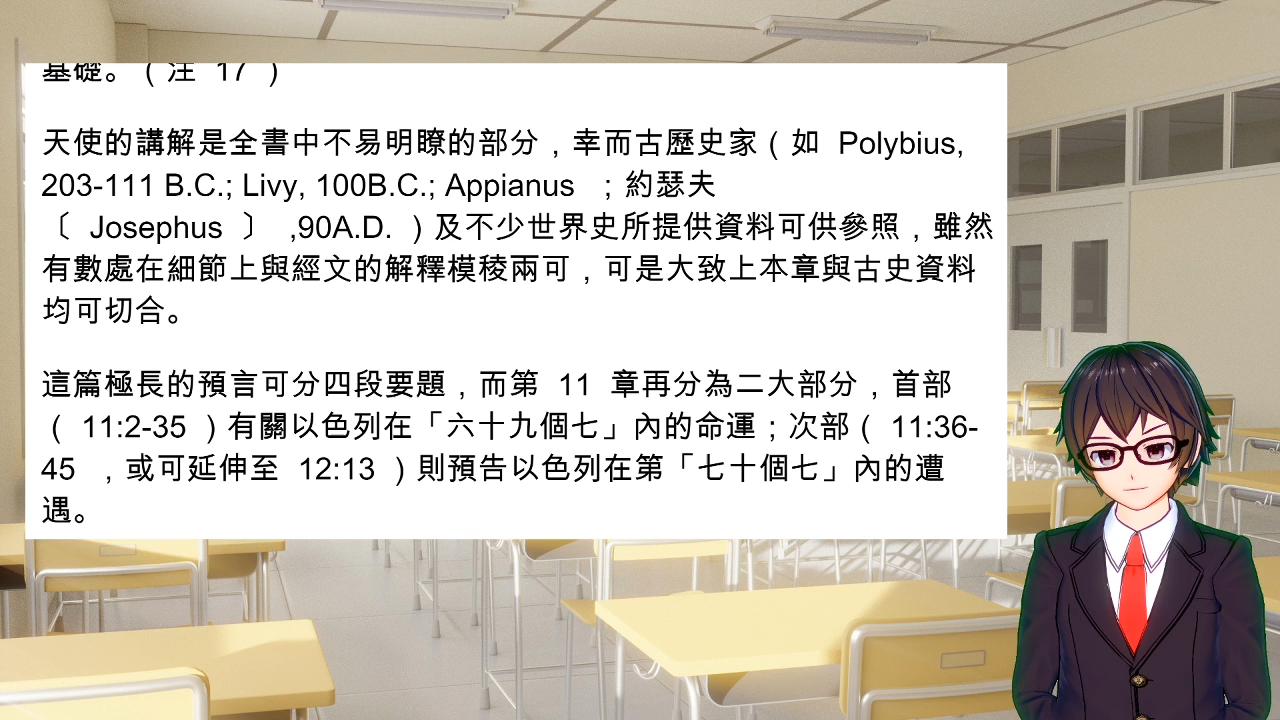 基礎。（注 17 ）
天使的講解是全書中不易明瞭的部分，幸而古歷史家（如 Polybius,
203-111 B.C.; Livy, 100B.C.; Appianus ；約瑟夫
〔 Josephus 〕 ,90A.D. ）及不少世界史所提供資料可供參照，雖然
有數處在細節上與經文的解釋模稜兩可，可是大致上本章與古史資料
均可切合。
這篇極長的預言可分四段要題，而第 11 章再分為二大部分，首部
（ 11:2-35 ）有關以色列在「六十九個七」內的命運；次部（ 11:36-
45 ，或可延伸至 12:13 ）則預告以色列在第「七十個七」內的遭
遇。